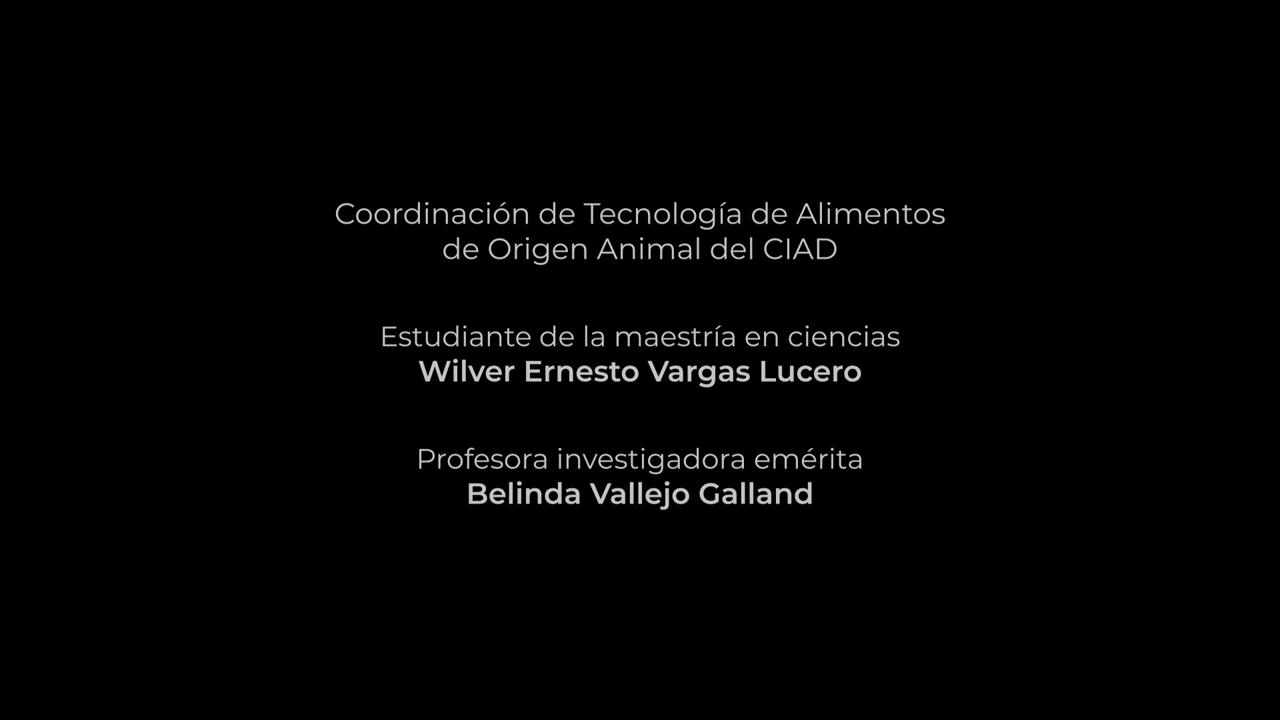 Coordinación de Tecnología de Alimentos
de Origen Animal del CIAD
Estudiante de la maestría en ciencias
Wilver Ernesto Vargas Lucero
Profesora investigadora emérita
Belinda Vallejo Galland